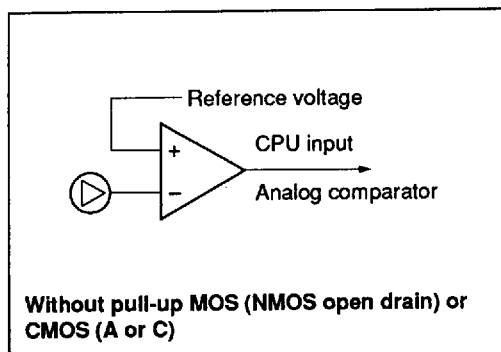 Reference voltage
+
CPU input
−
Analog comparator
Without pull-up MOS (NMOS open drain) or
CMOS (A or C)